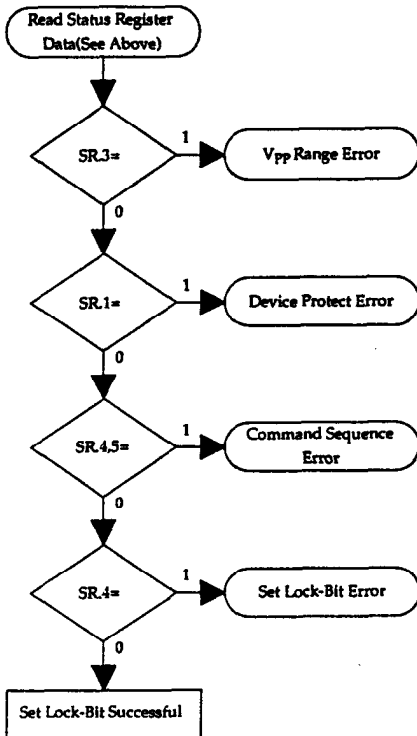 Read Status Register
Data(See Above)
SR.3=
1
VPP Range Error
0
SR.1=
1
Device Protect Error
0
SR.4,5=
1
Command Sequence
Error
0
SR.4=
1
Set Lock-Bit Error
0
Set Lock-Bit Successful